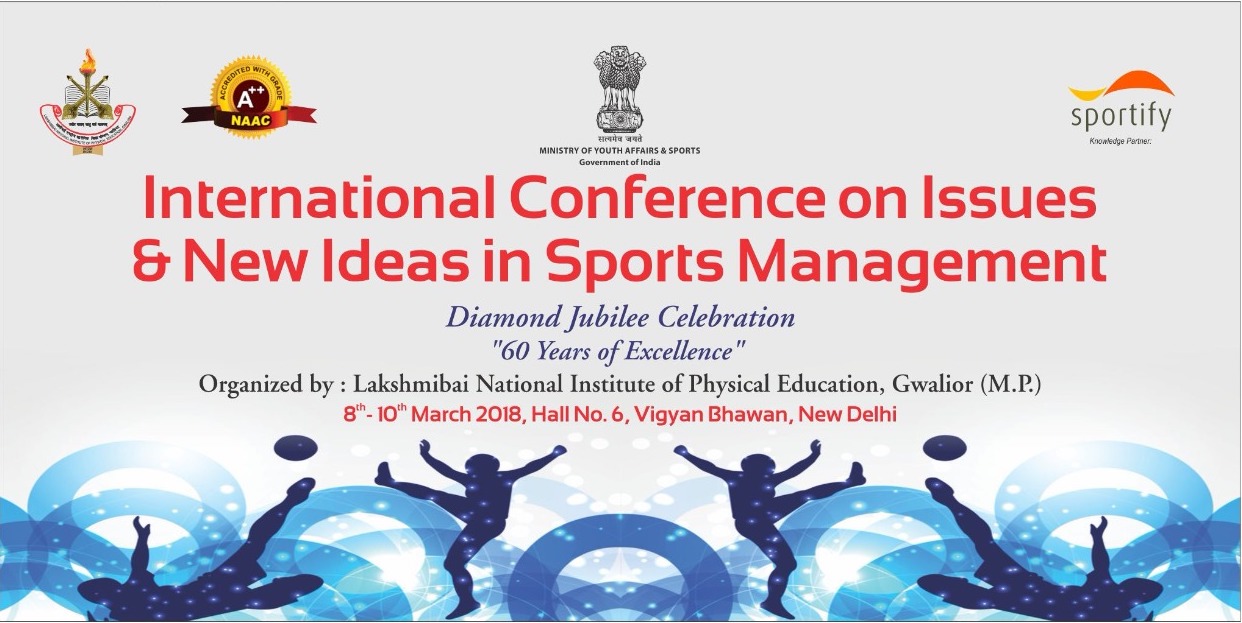 ACCREDITED WITH GRADE
A++
NAAC
सत्यमेव जयते
MINISTRY OF YOUTH AFFAIRS & SPORTS
Government of India
sportify
Knowledge Partner:
International Conference on Issues
& New Ideas in Sports Management
Diamond Jubilee Celebration
"60 Years of Excellence"
Organized by : Lakshmibai National Institute of Physical Education, Gwalior (M.P.)
8th- 10th March 2018, Hall No. 6, Vigyan Bhawan, New Delhi